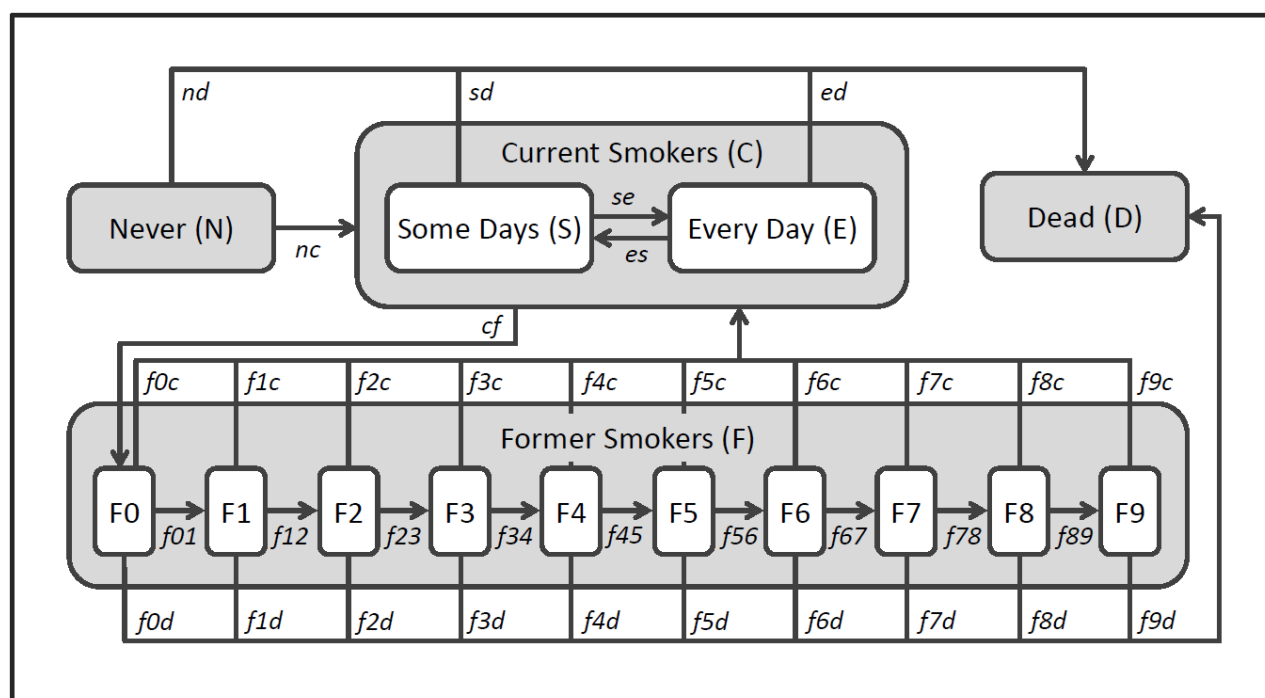 nd sd ed
Current Smokers (C)
Never (N) nc Some Days (S) se es Every Day (E) Dead (D)
cf
f0c f1c f2c f3c f4c f5c f6c f7c f8c f9c
Former Smokers (F)
F0 F1 F2 F3 F4 F5 F6 F7 F8 F9
f01 f12 f23 f34 f45 f56 f67 f78 f89
f0d f1d f2d f3d f4d f5d f6d f7d f8d f9d